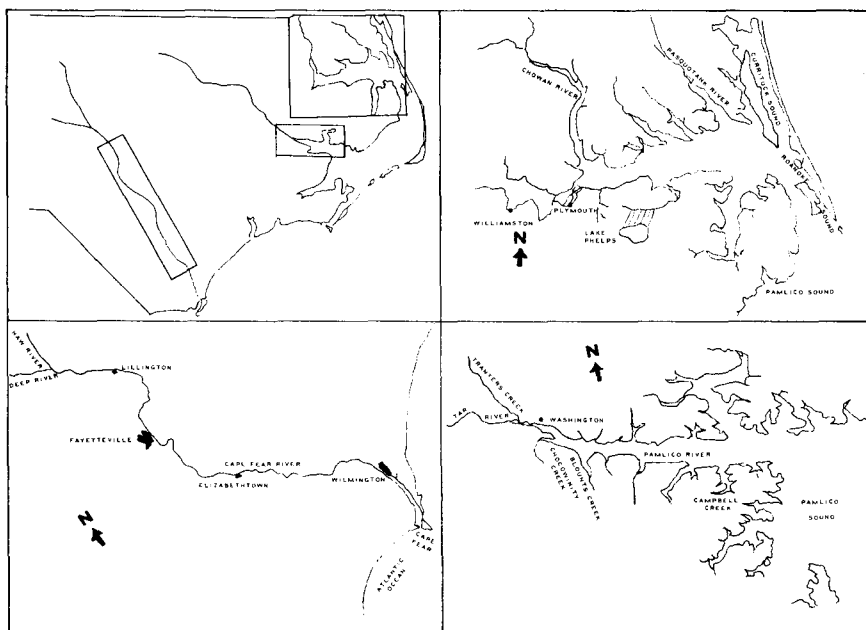 CHOWAN RIVER
PASQUOTANK RIVER
CURRITUCK SOUND
ROANOKE SOUND
WILLIAMSTON
PLYMOUTH
LAKE
PHELPS
N
PAMLICO SOUND
HAW RIVER
DEEP RIVER
LILLINGTON
FAYETTEVILLE
CAPE FEAR RIVER
ELIZABETHTOWN
WILMINGTON
N
CAPE
FEAR
ATLANTIC
OCEAN
N
TRANTERS CREEK
TAR RIVER
WASHINGTON
PAMLICO RIVER
CHOCOWINITY
CREEK
BLOUNTS CREEK
CAMPBELL
CREEK
PAMLICO
SOUND